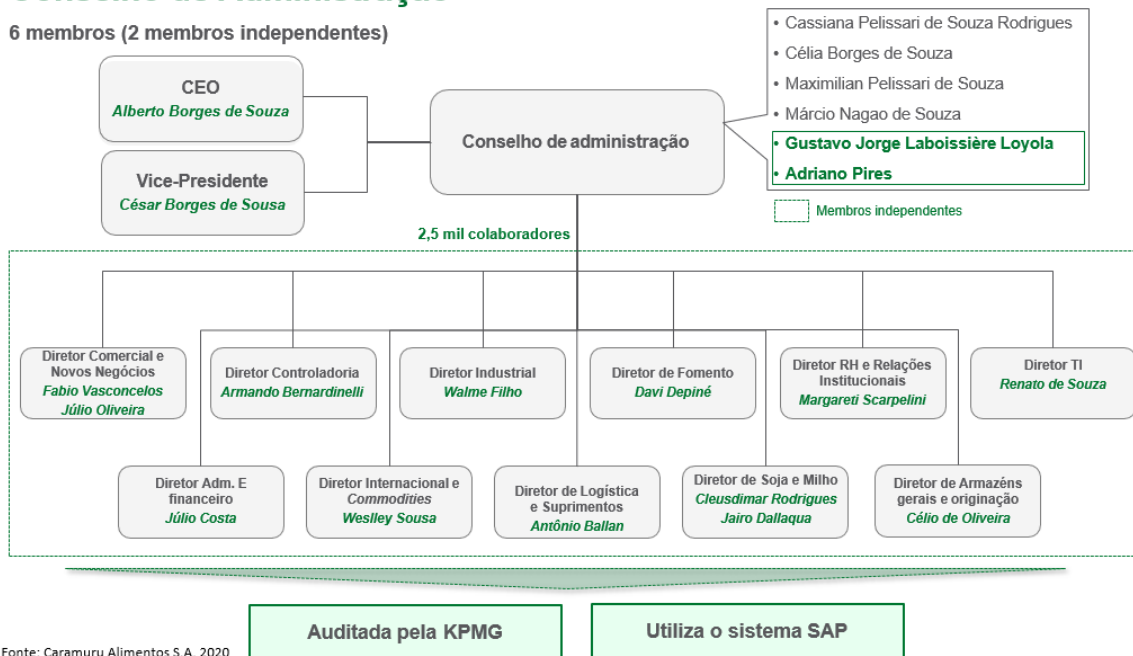 6 membros (2 membros independentes)
CEO
Alberto Borges de Souza
Vice-Presidente
César Borges de Sousa
Conselho de administração
• Cassiana Pelissari de Souza Rodrigues
• Célia Borges de Souza
• Maximilian Pelissari de Souza
• Márcio Nagao de Souza
• Gustavo Jorge Laboissière Loyola
• Adriano Pires
Membros independentes
2,5 mil colaboradores
Diretor Comercial e
Novos Negócios
Fabio Vasconcelos
Júlio Oliveira
Diretor Controladoria
Armando Bernardinelli
Diretor Industrial
Walme Filho
Diretor de Fomento
Davi Depiné
Diretor RH e Relações
Institucionais
Margareti Scarpelini
Diretor TI
Renato de Souza
Diretor Adm. E
financeiro
Júlio Costa
Diretor Internacional e
Commodities
Weslley Sousa
Diretor de Logística
e Suprimentos
Antônio Ballan
Diretor de Soja e Milho
Cleusdimar Rodrigues
Jairo Dallaqua
Diretor de Armazéns
gerais e originação
Célio de Oliveira
Auditada pela KPMG
Utiliza o sistema SAP
Fonte: Caramuru Alimentos S.A. 2020